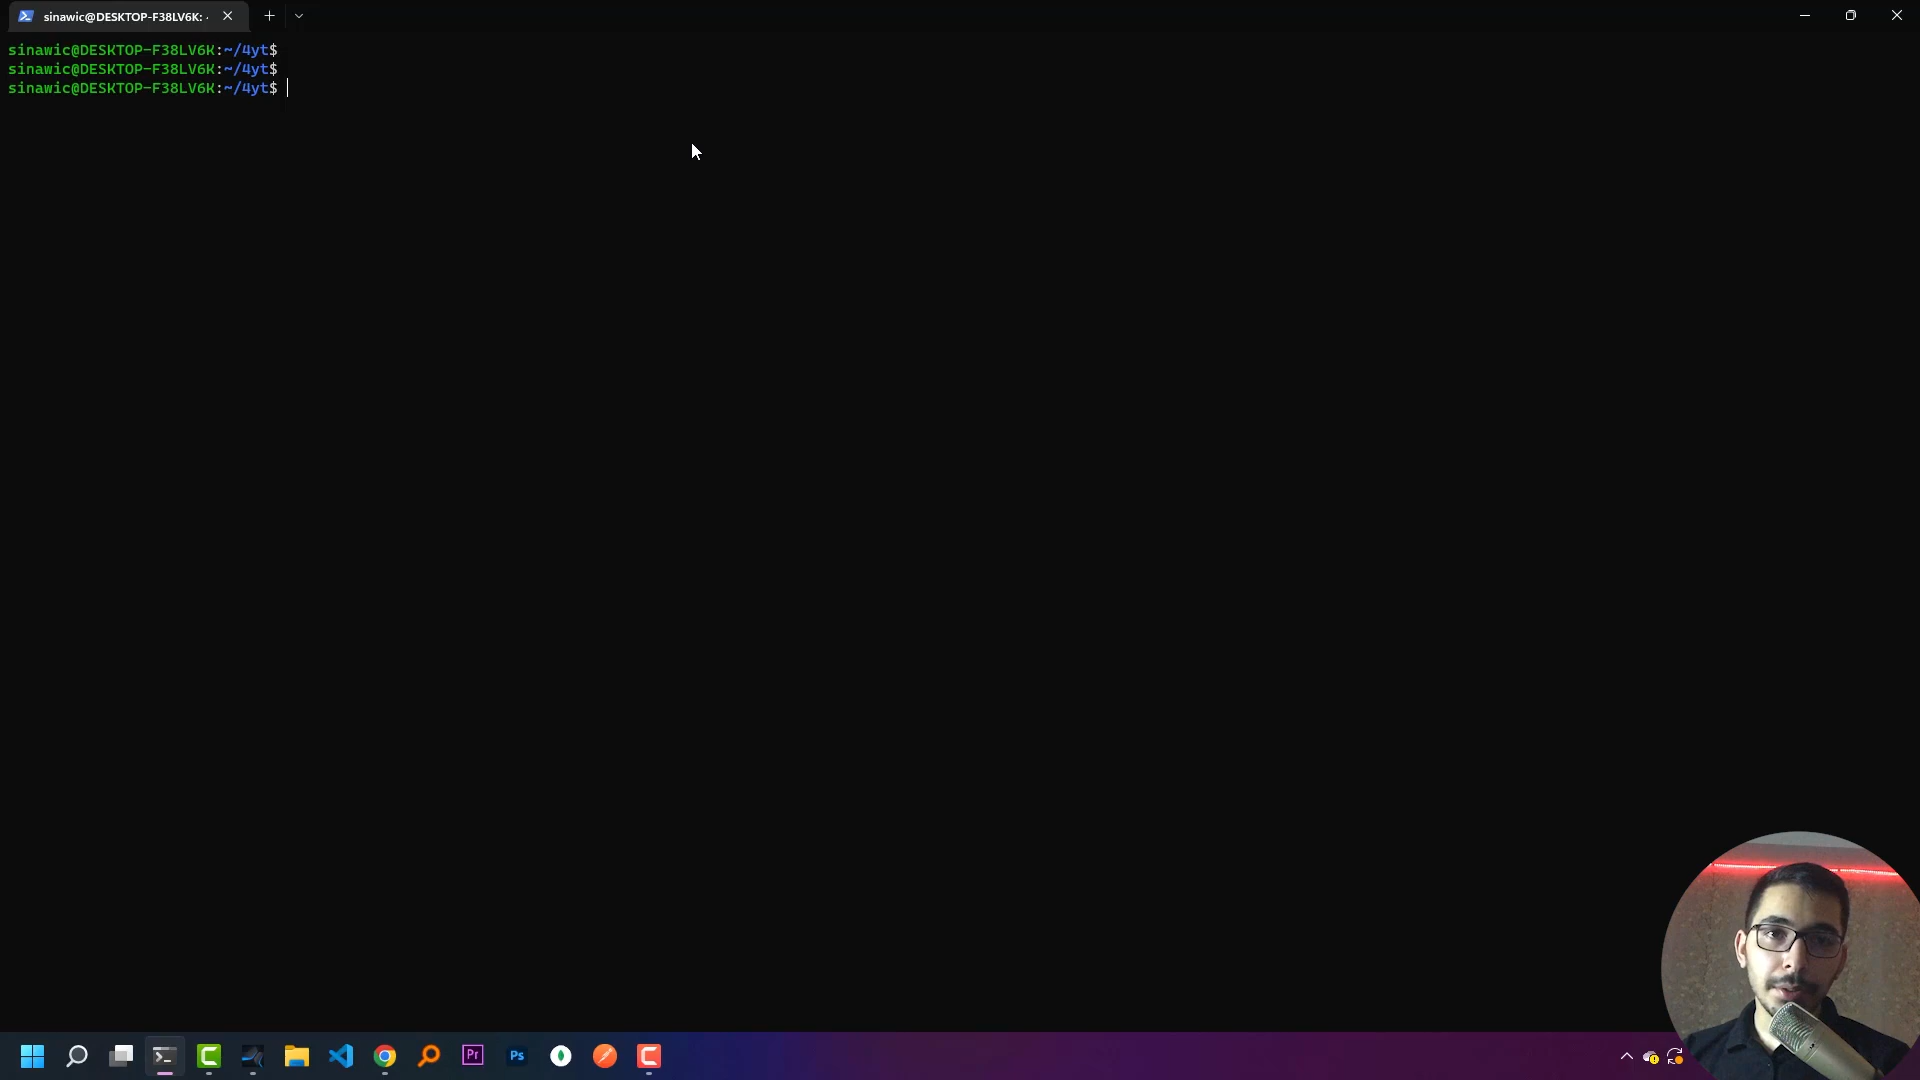 sinawic@DESKTOP-F38LV6K: -
sinawic@DESKTOP-F38LV6K:~/4yt$
sinawic@DESKTOP-F38LV6K:~/4yt$
sinawic@DESKTOP-F38LV6K:~/4yt$
Pr
Ps